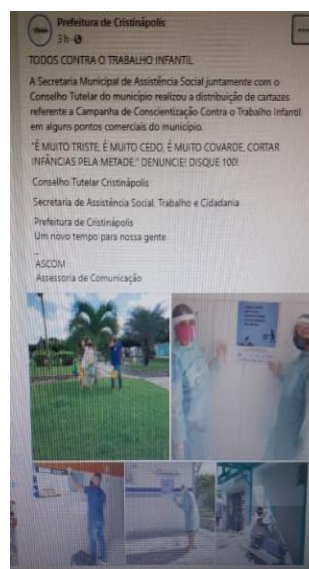 Prefeitura de Cristinápolis
3 h
TODOS CONTRA O TRABALHO INFANTIL
A Secretaria Municipal de Assistência Social juntamente com o
Conselho Tutelar do município realizou a distribuição de cartazes
referente a Campanha de Conscientização Contra o Trabalho Infantil
em alguns pontos comerciais do município.
"É MUITO TRISTE, É MUITO CEDO, É MUITO COVARDE, CORTAR
INFÂNCIAS PELA METADE." DENUNCIE! DISQUE 100!
Conselho Tutelar Cristinápolis
Secretaria de Assistência Social, Trabalho e Cidadania
Prefeitura de Cristinápolis
Um novo tempo para nossa gente
_
ASCOM
Assessoria de Comunicação